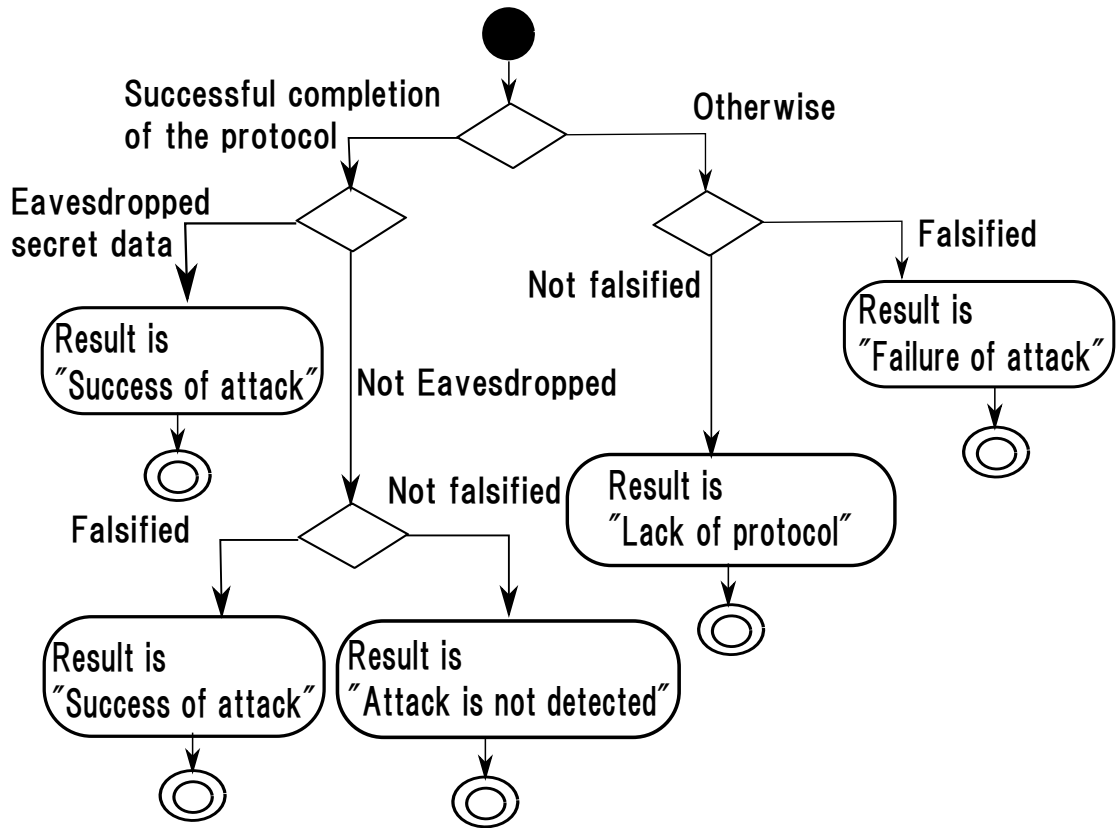 Successful completion
of the protocol
Otherwise
Eavesdropped
secret data
Falsified
Not falsified
Result is
"Success of attack"
Result is
"Failure of attack"
Not Eavesdropped
Not falsified
Result is
"Lack of protocol"
Falsified
Result is
"Success of attack"
Result is
"Attack is not detected"